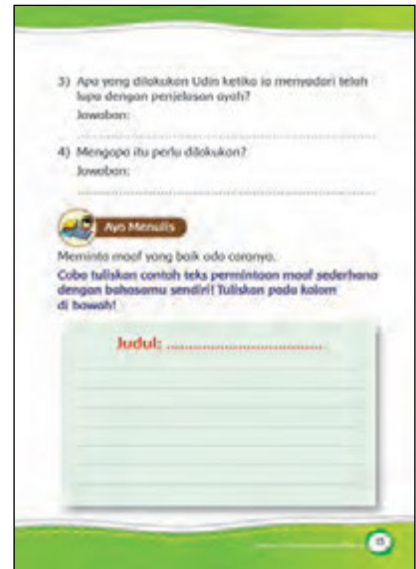 3) Apa yang dilakukan Udin ketika ia menyadari telah
lupa dengan penjelasan ayah?
Jawaban:
4) Mengapa itu perlu dilakukan?
Jawaban:
Ayo Menulis
Meminta maaf yang baik ada caranya.
Coba tuliskan contoh teks permintaan maaf sederhana
dengan bahasamu sendiri! Tuliskan pada kolom
di bawah!
Judul: ......................................